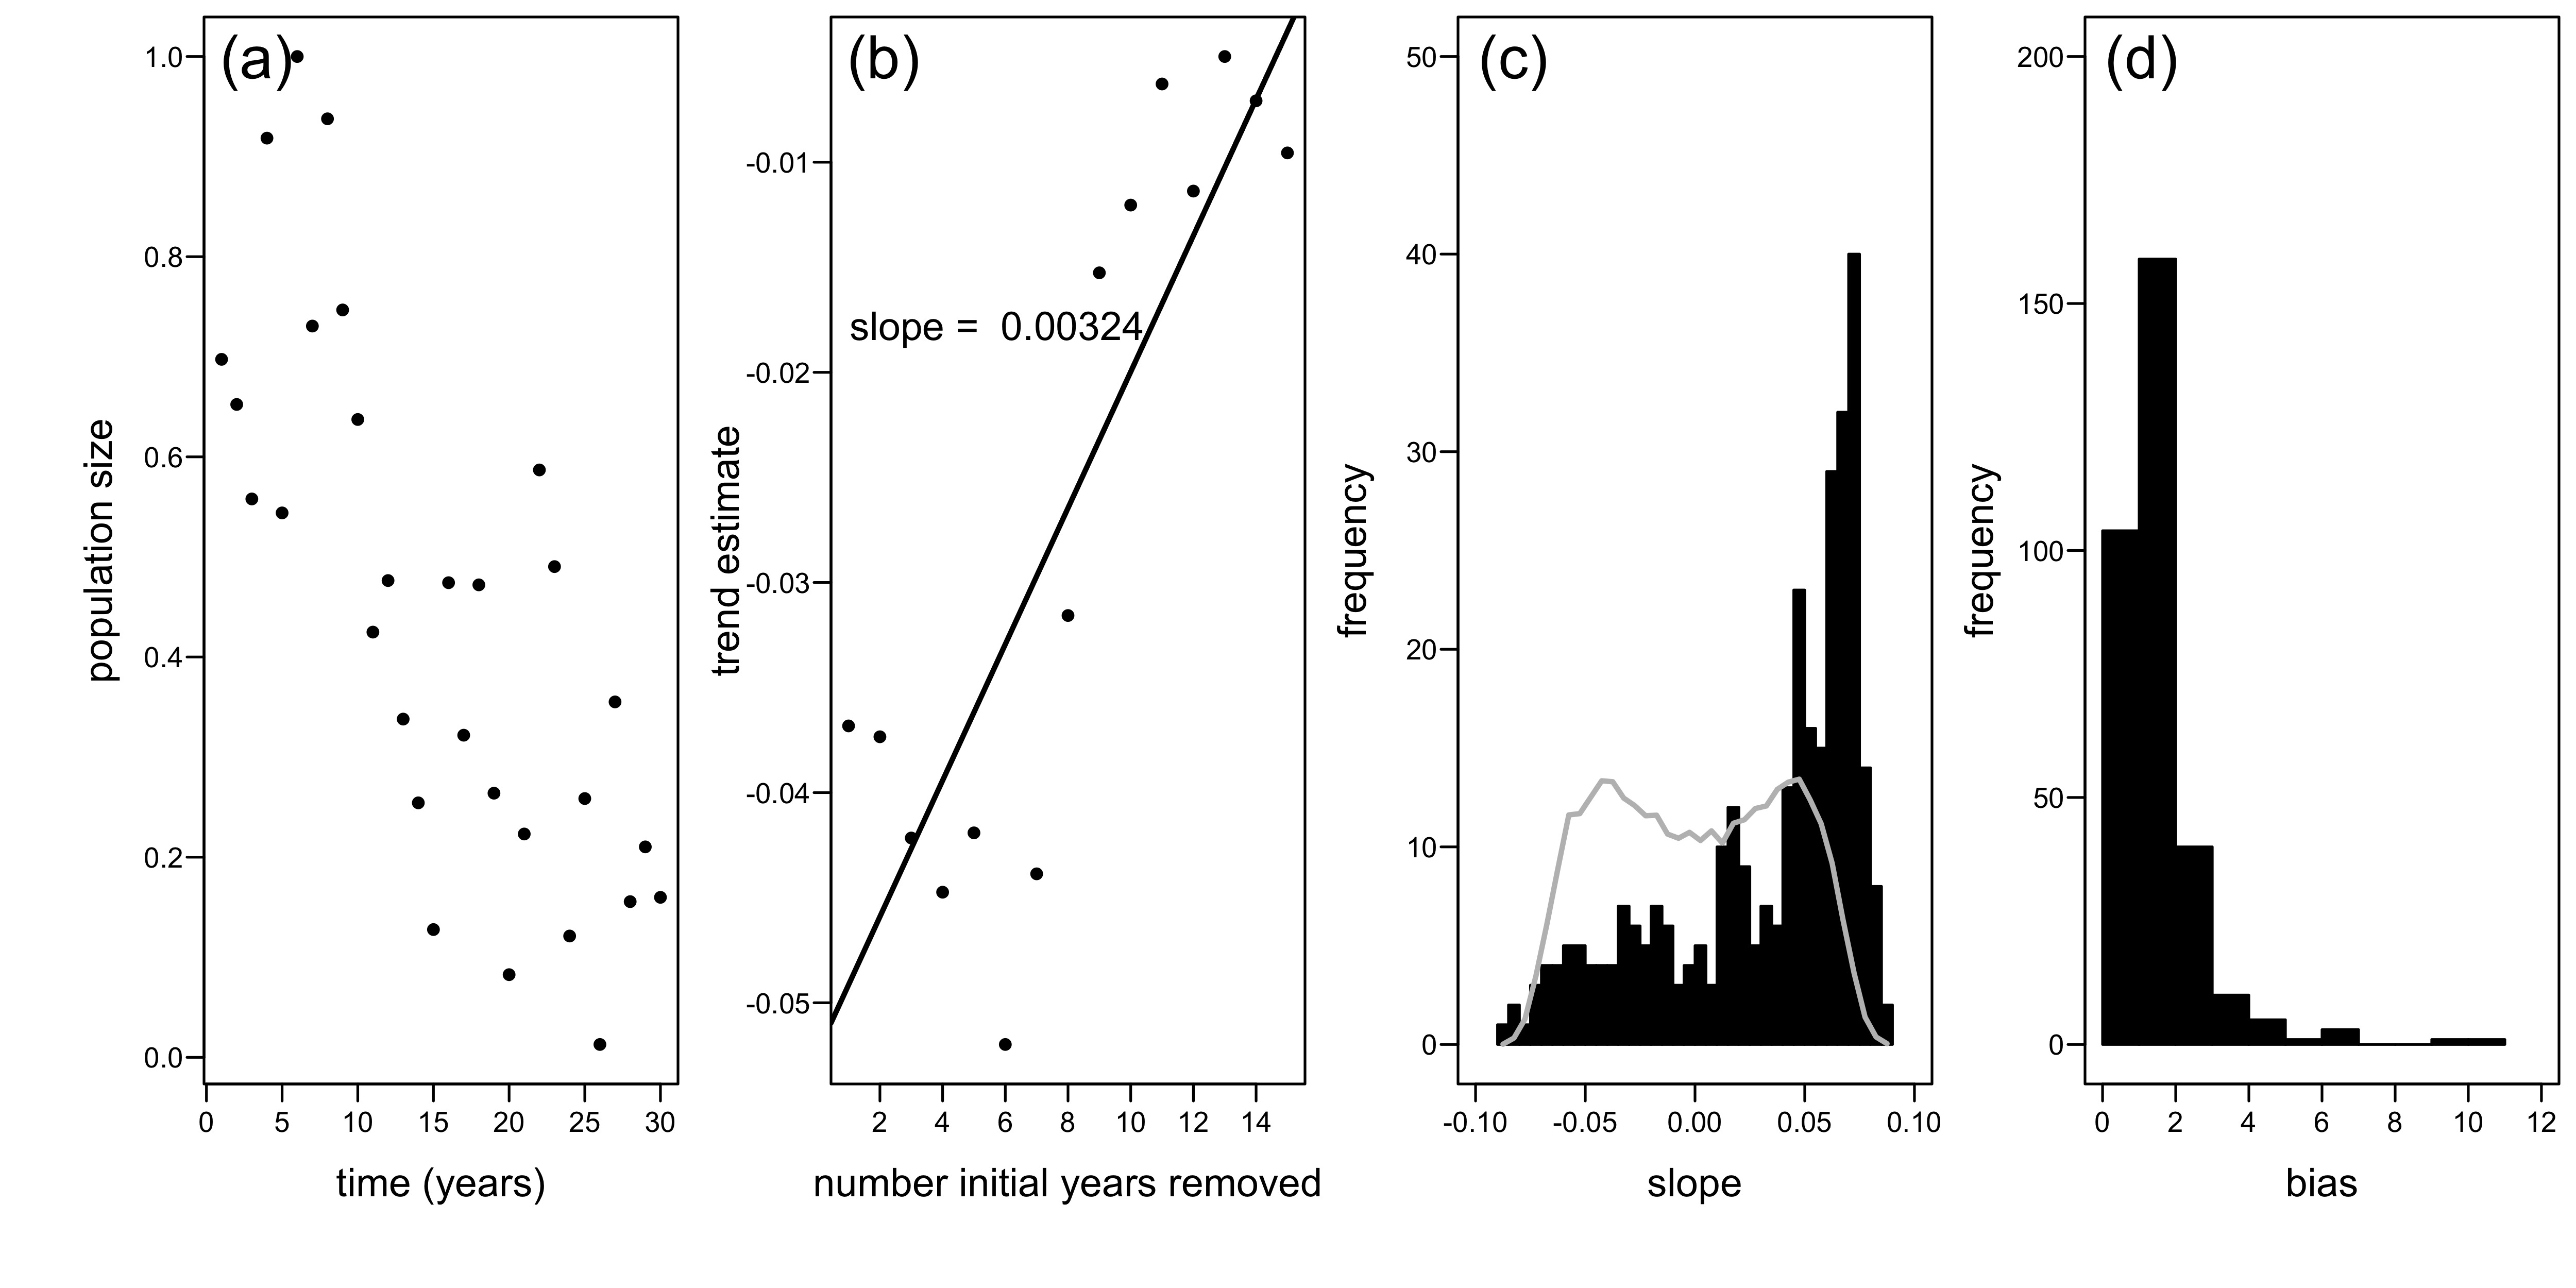 (a)
1.0
0.8
0.6
0.4
0.2
0.0
population size
0 5 10 15 20 25 30
time (years)
(b)
-0.01
-0.02
-0.03
-0.04
-0.05
trend estimate
slope = 0.00324
2 4 6 8 10 12 14
number initial years removed
(c)
50
40
30
20
10
0
frequency
-0.10 -0.05 0.00 0.05 0.10
slope
(d)
200
150
100
50
0
frequency
0 2 4 6 8 10 12
bias